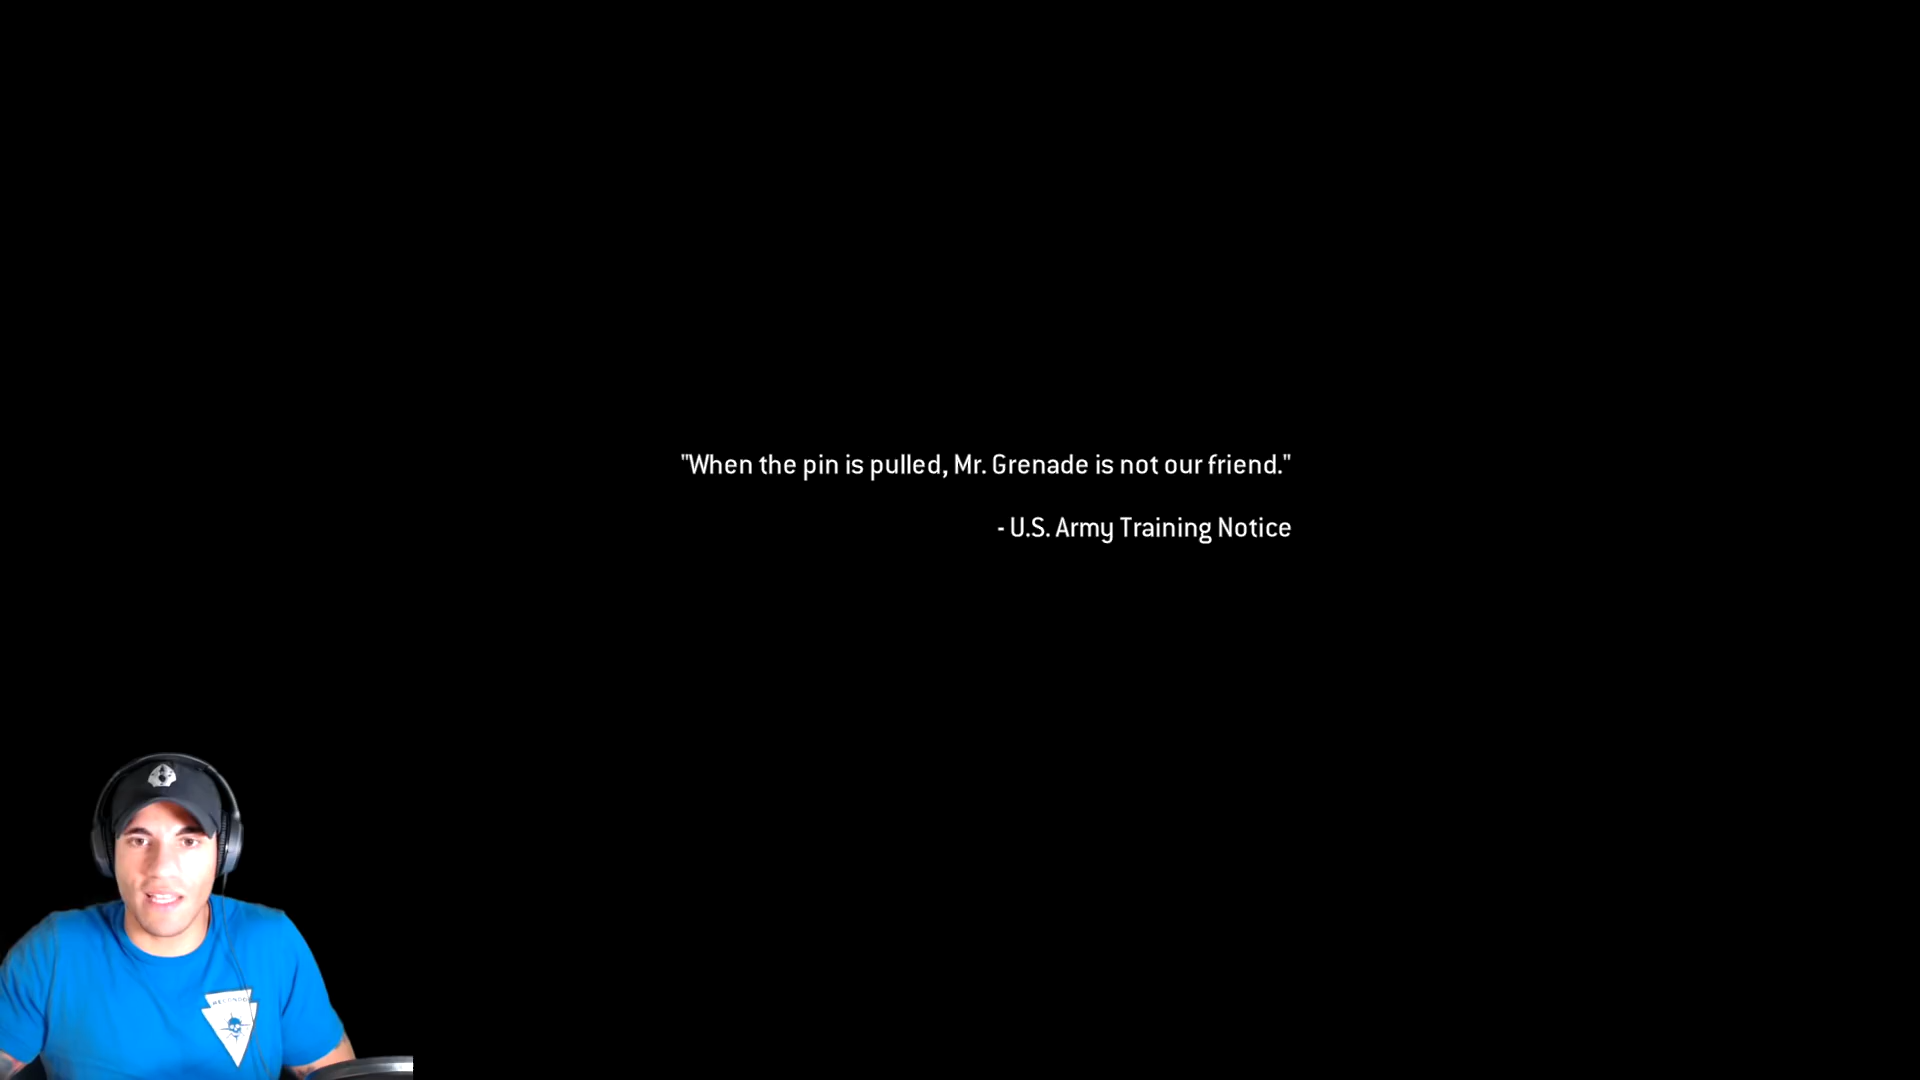 "When the pin is pulled, Mr. Grenade is not our friend."
- U.S. Army Training Notice